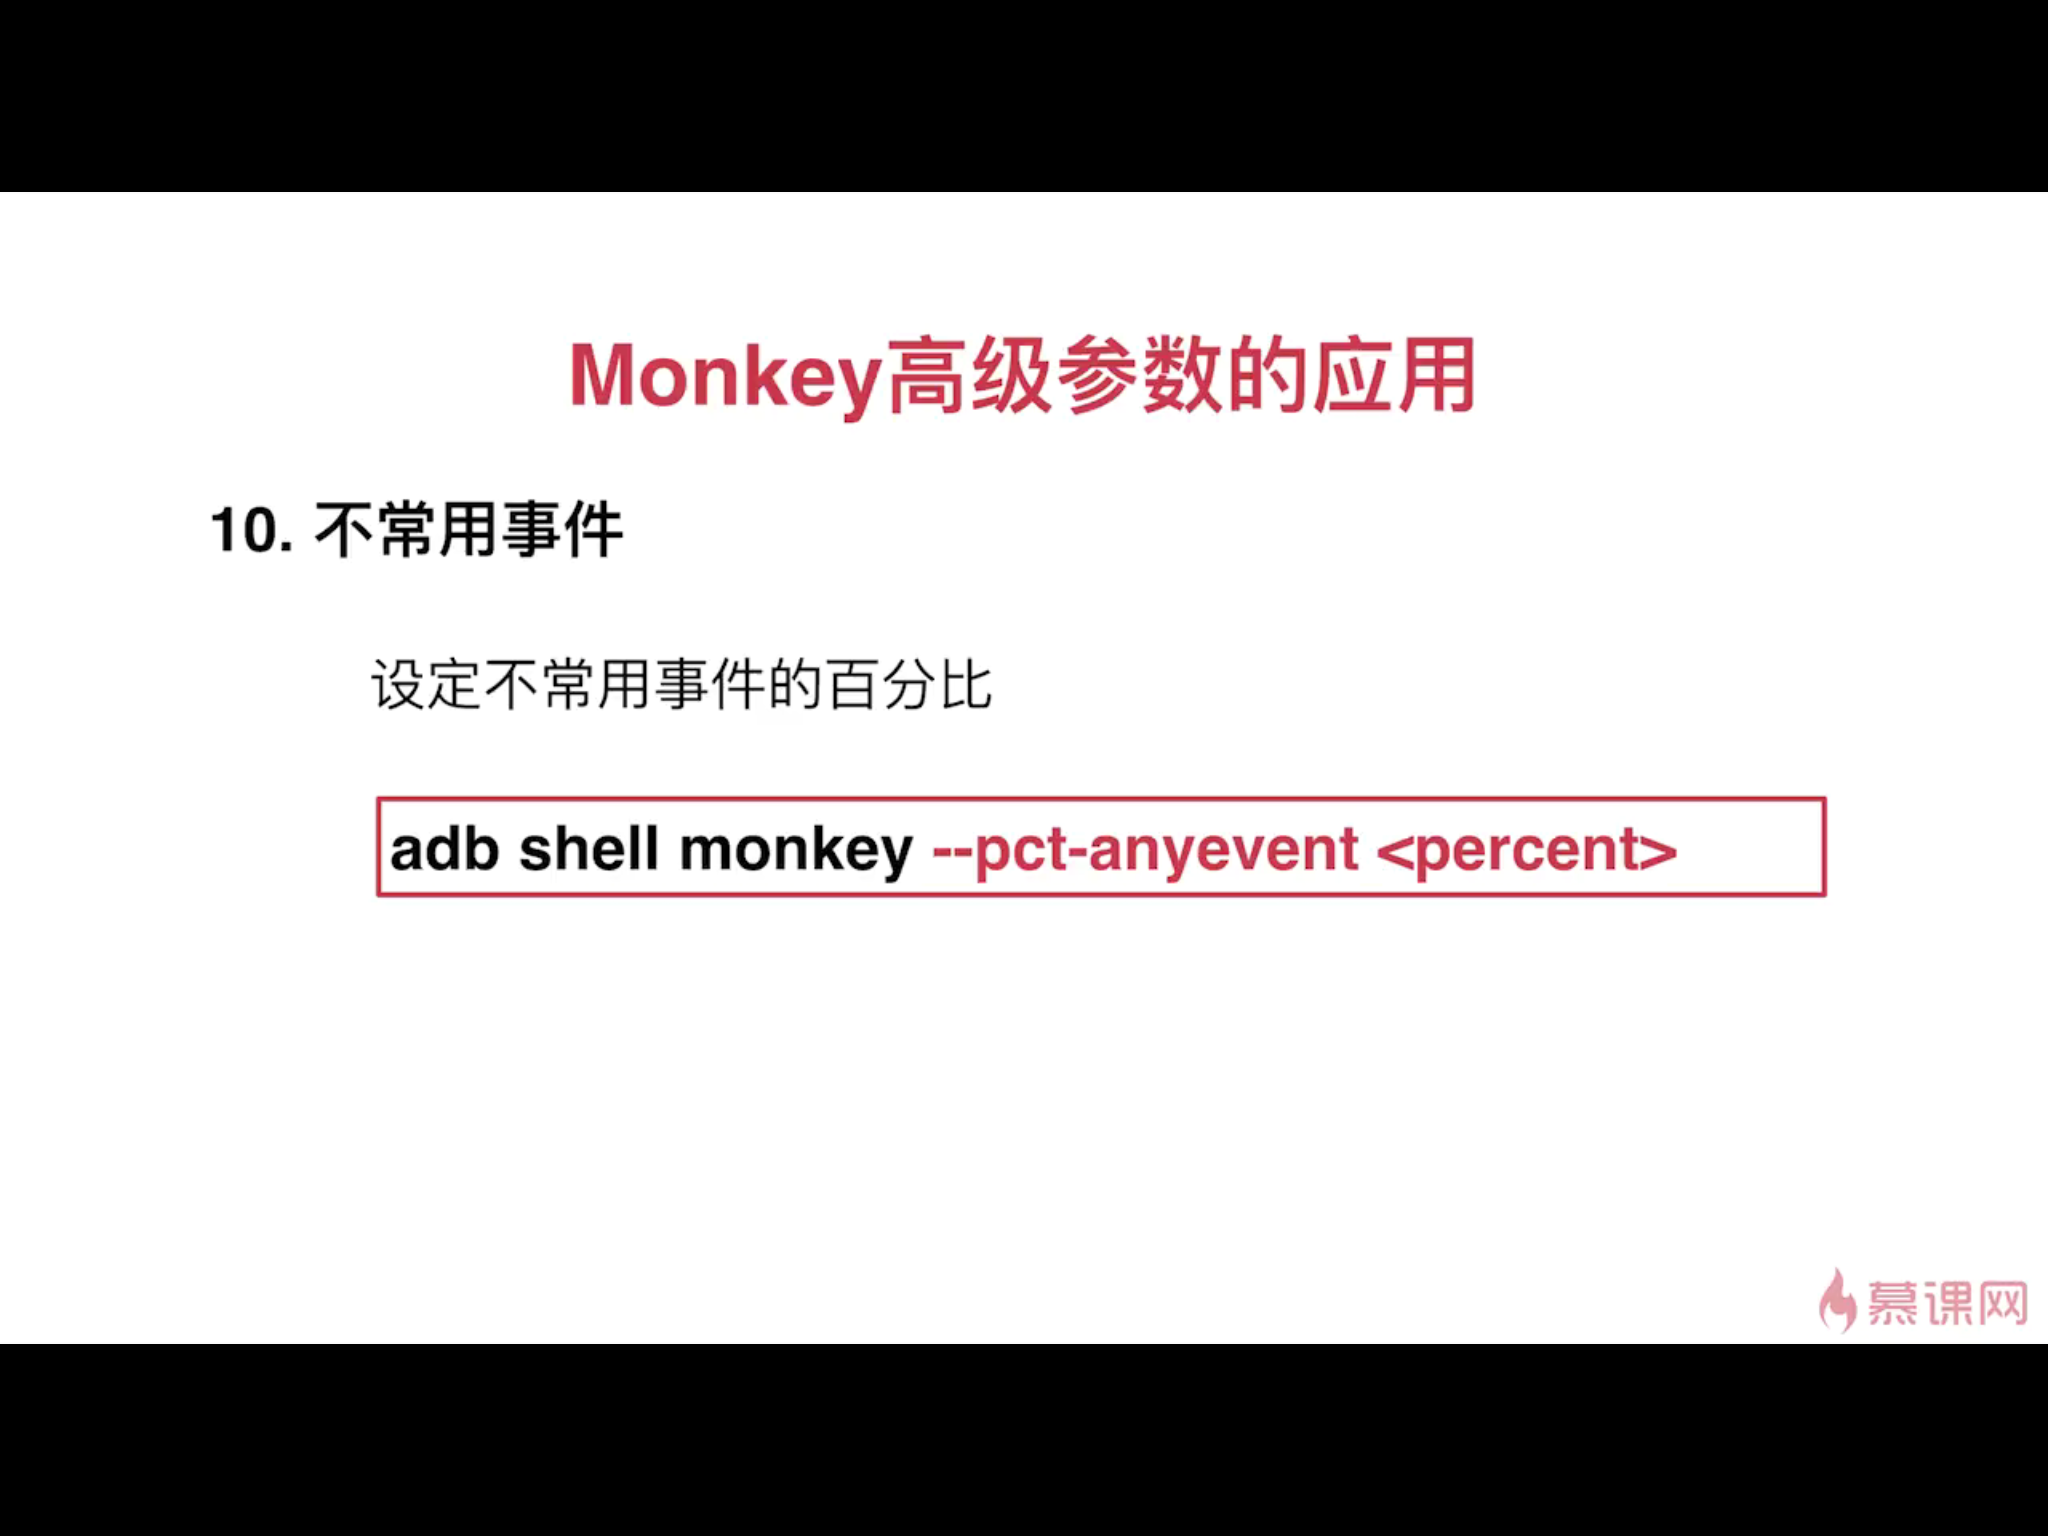 Monkey高级参数的应用
10. 不常用事件
设定不常用事件的百分比
adb shell monkey --pct-anyevent <percent>
慕课网